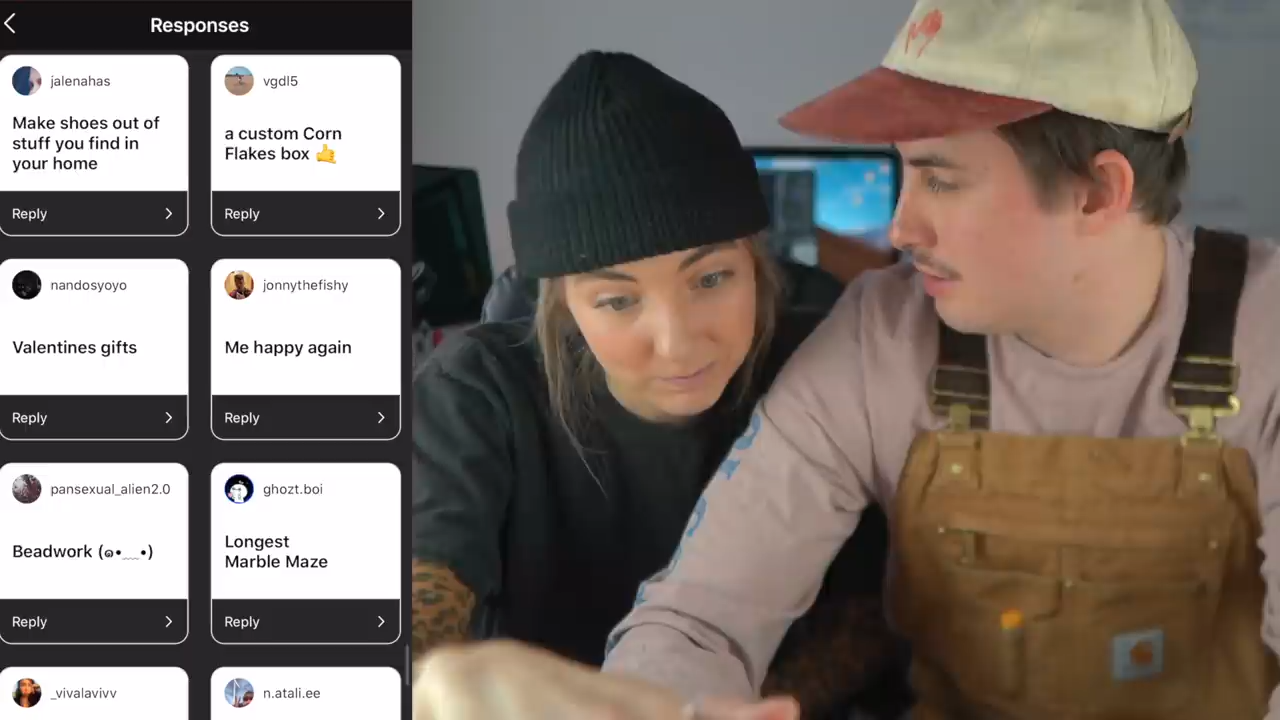 Responses
jalenahas
Make shoes out of
stuff you find in
your home
Reply
vgdl5
a custom Corn
Flakes box 🤙
Reply
nandosyoyo
Valentines gifts
Reply
jonnythefishy
Me happy again
Reply
pansexual_alien2.0
Beadwork (๑•﹏•)
Reply
ghozt.boi
Longest
Marble Maze
Reply
_vivalavivv
n.atali.ee